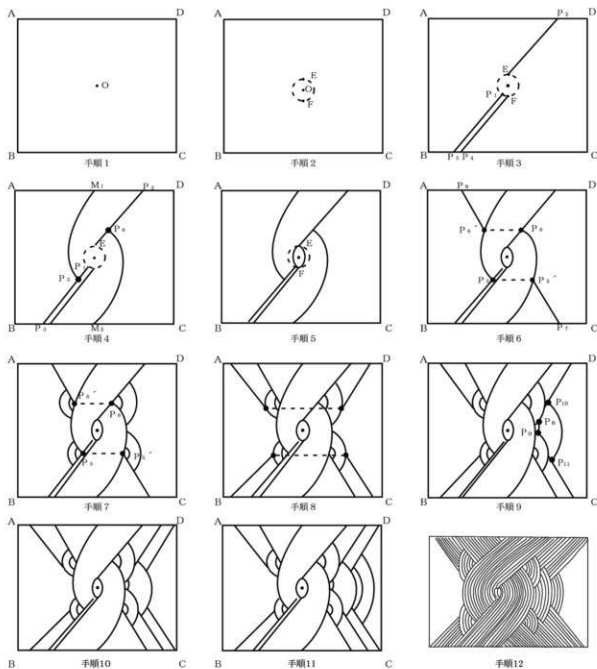 A D
O
B C
手順1
A D
E
O
F
B C
手順2
A P₂ D
E
P₁ F
B P₃ P₄ C
手順3
A M₁ P₂ D
P₆
E
P
P₅
B P₃ M₂ C
手順4
A D
E
F
B C
手順5
A P₈ D
P₆´ P₆
P₅ P₅´
B P₇ C
手順6
A D
P₆´ P₆
P₅ P₅´
B C
手順7
A D
B C
手順8
A D
P₁₀
P₈
P₉
P₁₁
B C
手順9
A D
B C
手順10
A D
B C
手順11
手順12